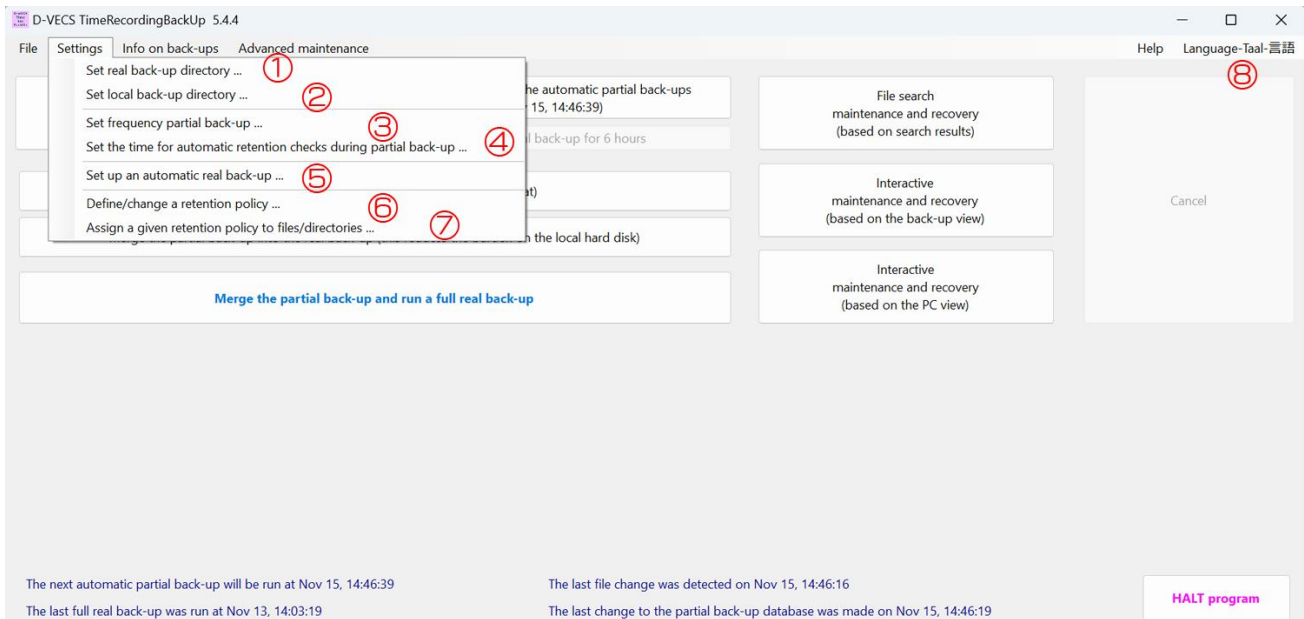 D-VECS TimeRecordingBackUp 5.4.4
File Settings Info on back-ups Advanced maintenance Help Language-Taal-言語
Set real back-up directory ... ①
Set local back-up directory ... ②
Set frequency partial back-up ... ③
Set the time for automatic retention checks during partial back-up ... ④
Set up an automatic real back-up ... ⑤
Define/change a retention policy ... ⑥
Assign a given retention policy to files/directories ... ⑦
⑧
he automatic partial back-ups
15, 14:46:39)
back-up for 6 hours
at)
the local hard disk)
Merge the partial back-up and run a full real back-up
File search
maintenance and recovery
(based on search results)
Interactive
maintenance and recovery
(based on the back-up view)
Interactive
maintenance and recovery
(based on the PC view)
Cancel
The next automatic partial back-up will be run at Nov 15, 14:46:39
The last full real back-up was run at Nov 13, 14:03:19
The last file change was detected on Nov 15, 14:46:16
The last change to the partial back-up database was made on Nov 15, 14:46:19
HALT program